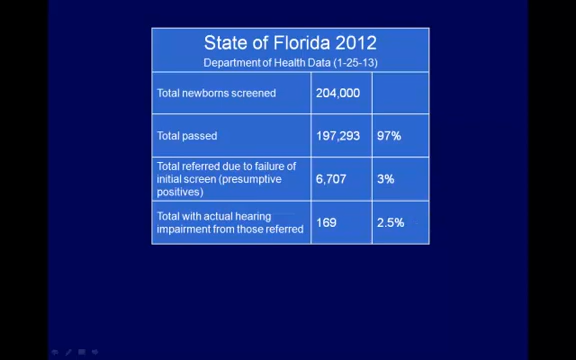 State of Florida 2012
Department of Health Data (1-25-13)
Total newborns screened 204,000
Total passed 197,293 97%
Total referred due to failure of
initial screen (presumptive
positives)
6,707 3%
Total with actual hearing
impairment from those referred
169 2.5%